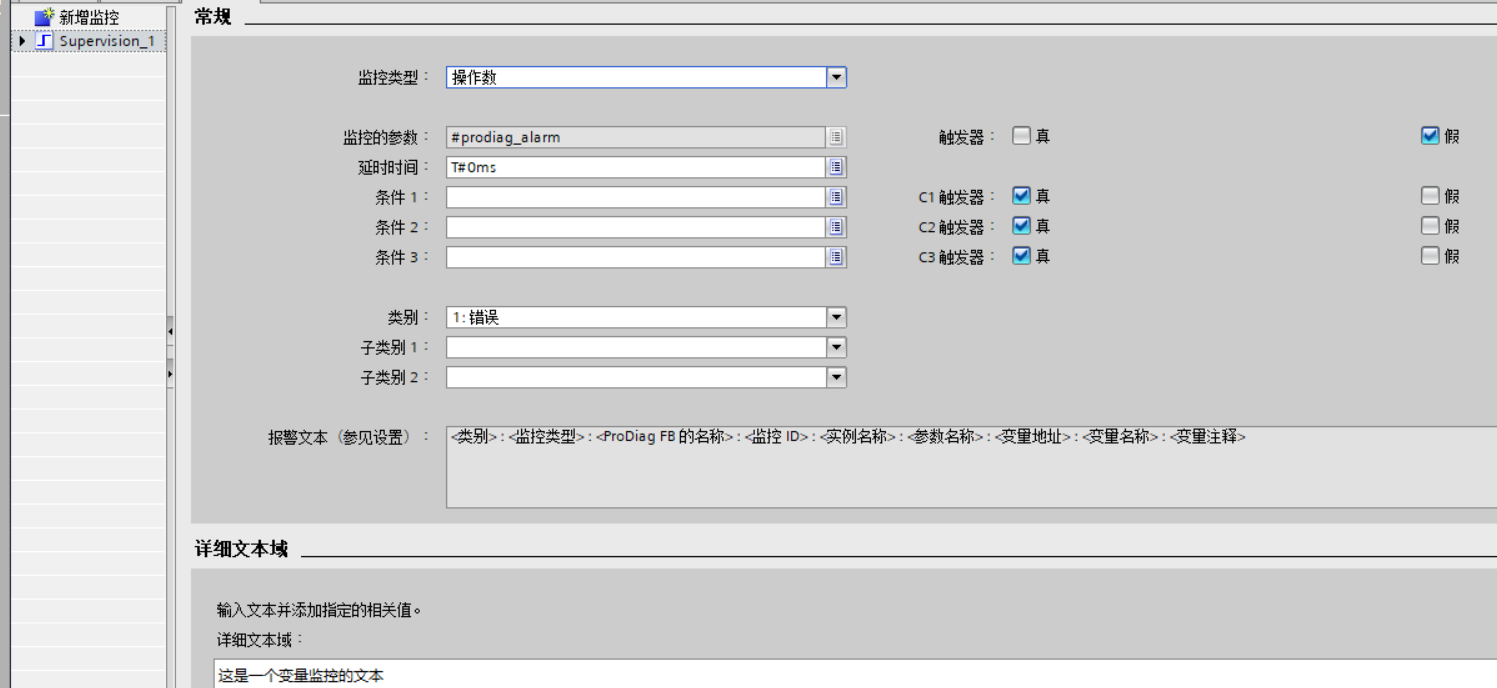 新增监控
Supervision_1
常规
监控类型： 操作数
监控的参数： #prodiag_alarm 触发器： 真 假
延时时间： T#0ms
条件 1： C1 触发器： 真 假
条件 2： C2 触发器： 真 假
条件 3： C3 触发器： 真 假
类别： 1: 错误
子类别 1：
子类别 2：
报警文本（参见设置）： <类别> : <监控类型> : <ProDiag FB 的名称> : <监控 ID> : <实例名称> : <参数名称> : <变量地址> : <变量名称> : <变量注释>
详细文本域
输入文本并添加指定的相关值。
详细文本域：
这是一个变量监控的文本